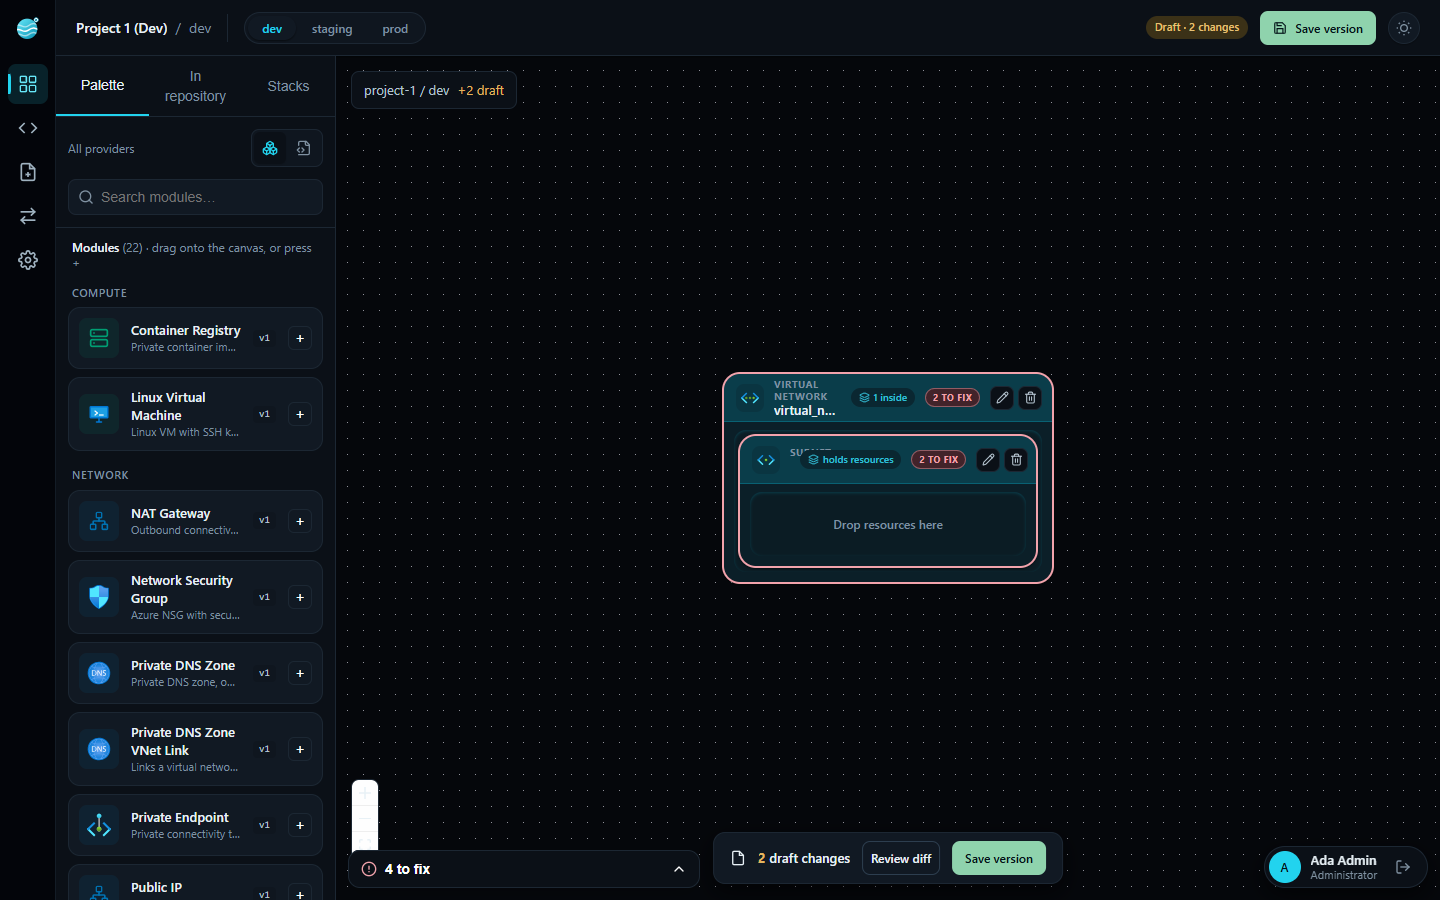 Project 1 (Dev) / dev
dev staging prod
Draft · 2 changes
Save version
Palette
In repository
Stacks
project-1 / dev +2 draft
All providers
Search modules...
Modules (22) · drag onto the canvas, or press
+
COMPUTE
Container Registry
Private container im...
v1
+
Linux Virtual
Machine
Linux VM with SSH k...
v1
+
NETWORK
NAT Gateway
Outbound connectiv...
v1
+
Network Security
Group
Azure NSG with secu...
v1
+
Private DNS Zone
Private DNS zone, o...
v1
+
DNS
Private DNS Zone
VNet Link
Links a virtual netwo...
v1
+
DNS
Private Endpoint
Private connectivity t...
v1
+
Public IP
v1
+
VIRTUAL
NETWORK
virtual_n...
1 inside
2 TO FIX
holds resources
2 TO FIX
Drop resources here
4 to fix
2 draft changes
Review diff
Save version
A
Ada Admin
Administrator